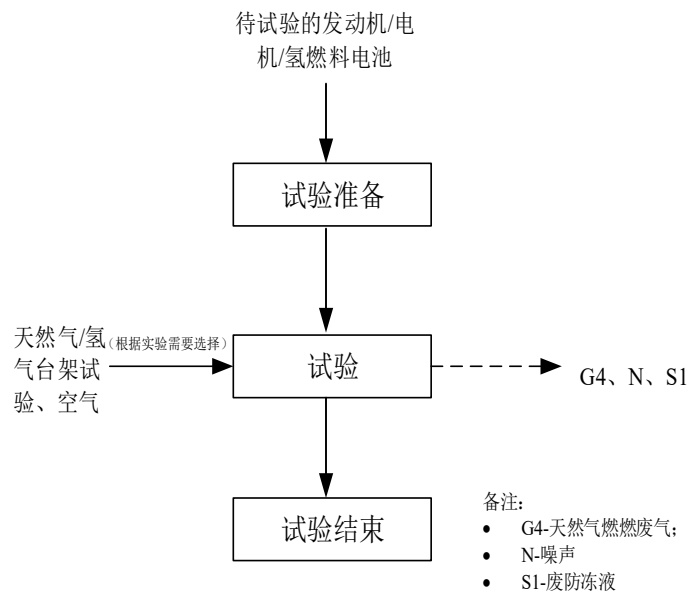 待试验的发动机/电
机/氢燃料电池
试验准备
天然气/氢(根据实验需要选择)
气台架试
验、空气
试验
G4、N、S1
试验结束
备注：
• G4-天然气燃燃废气；
• N-噪声
• S1-废防冻液